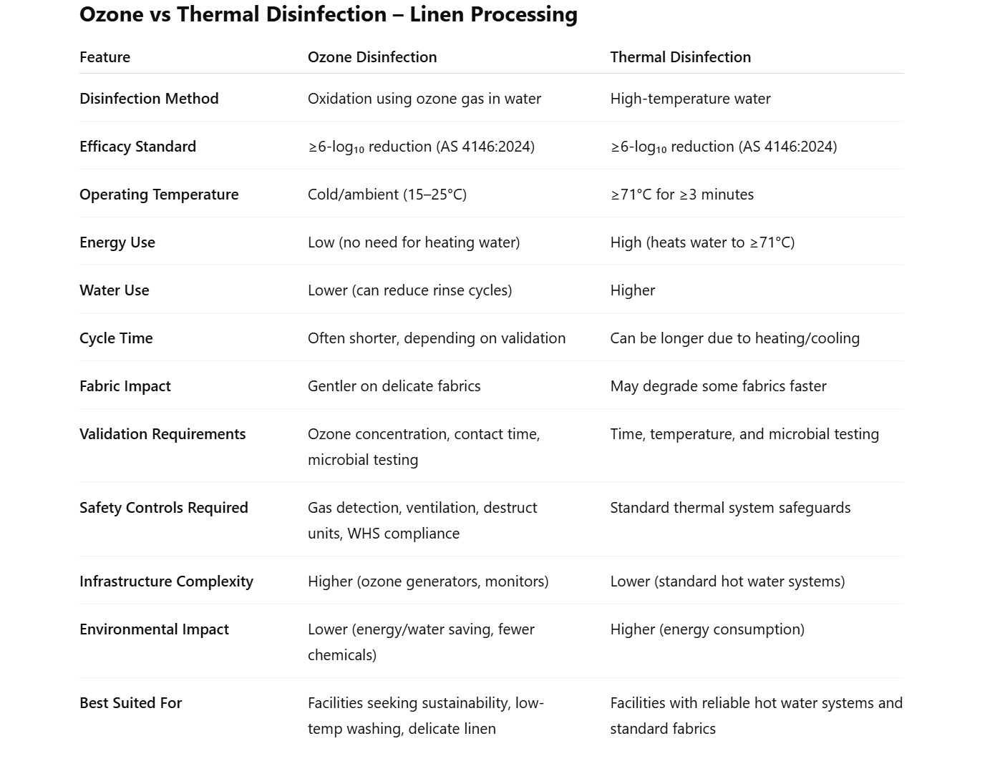 Ozone vs Thermal Disinfection – Linen Processing
Feature Ozone Disinfection Thermal Disinfection
Disinfection Method Oxidation using ozone gas in water High-temperature water
Efficacy Standard ≥6-log₁₀ reduction (AS 4146:2024) ≥6-log₁₀ reduction (AS 4146:2024)
Operating Temperature Cold/ambient (15–25°C) ≥71°C for ≥3 minutes
Energy Use Low (no need for heating water) High (heats water to ≥71°C)
Water Use Lower (can reduce rinse cycles) Higher
Cycle Time Often shorter, depending on validation Can be longer due to heating/cooling
Fabric Impact Gentler on delicate fabrics May degrade some fabrics faster
Validation Requirements Ozone concentration, contact time, Time, temperature, and microbial testing
microbial testing
Safety Controls Required Gas detection, ventilation, destruct Standard thermal system safeguards
units, WHS compliance
Infrastructure Complexity Higher (ozone generators, monitors) Lower (standard hot water systems)
Environmental Impact Lower (energy/water saving, fewer Higher (energy consumption)
chemicals)
Best Suited For Facilities seeking sustainability, low- Facilities with reliable hot water systems and
temp washing, delicate linen standard fabrics